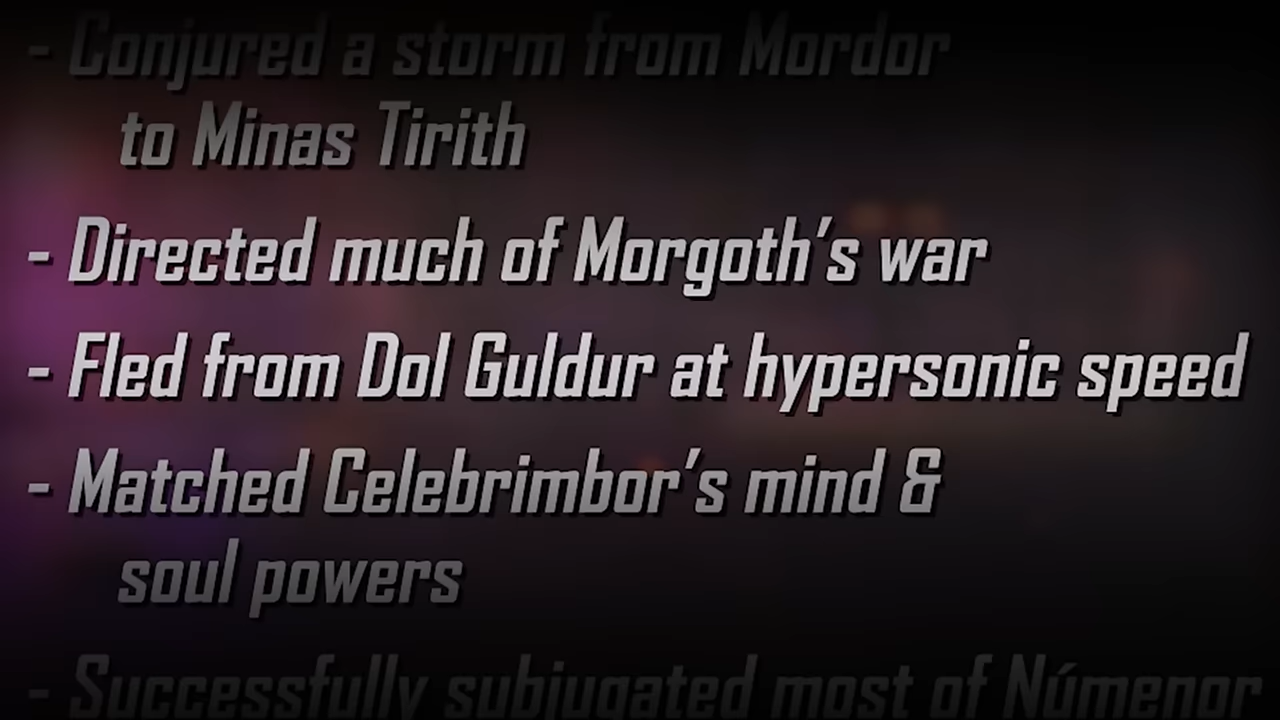 - Conjured a storm from Mordor
to Minas Tirith
- Directed much of Morgoth's war
- Fled from Dol Guldur at hypersonic speed
- Matched Celebrimbor's mind &
soul powers
- Successfully subjugated most of Númenor